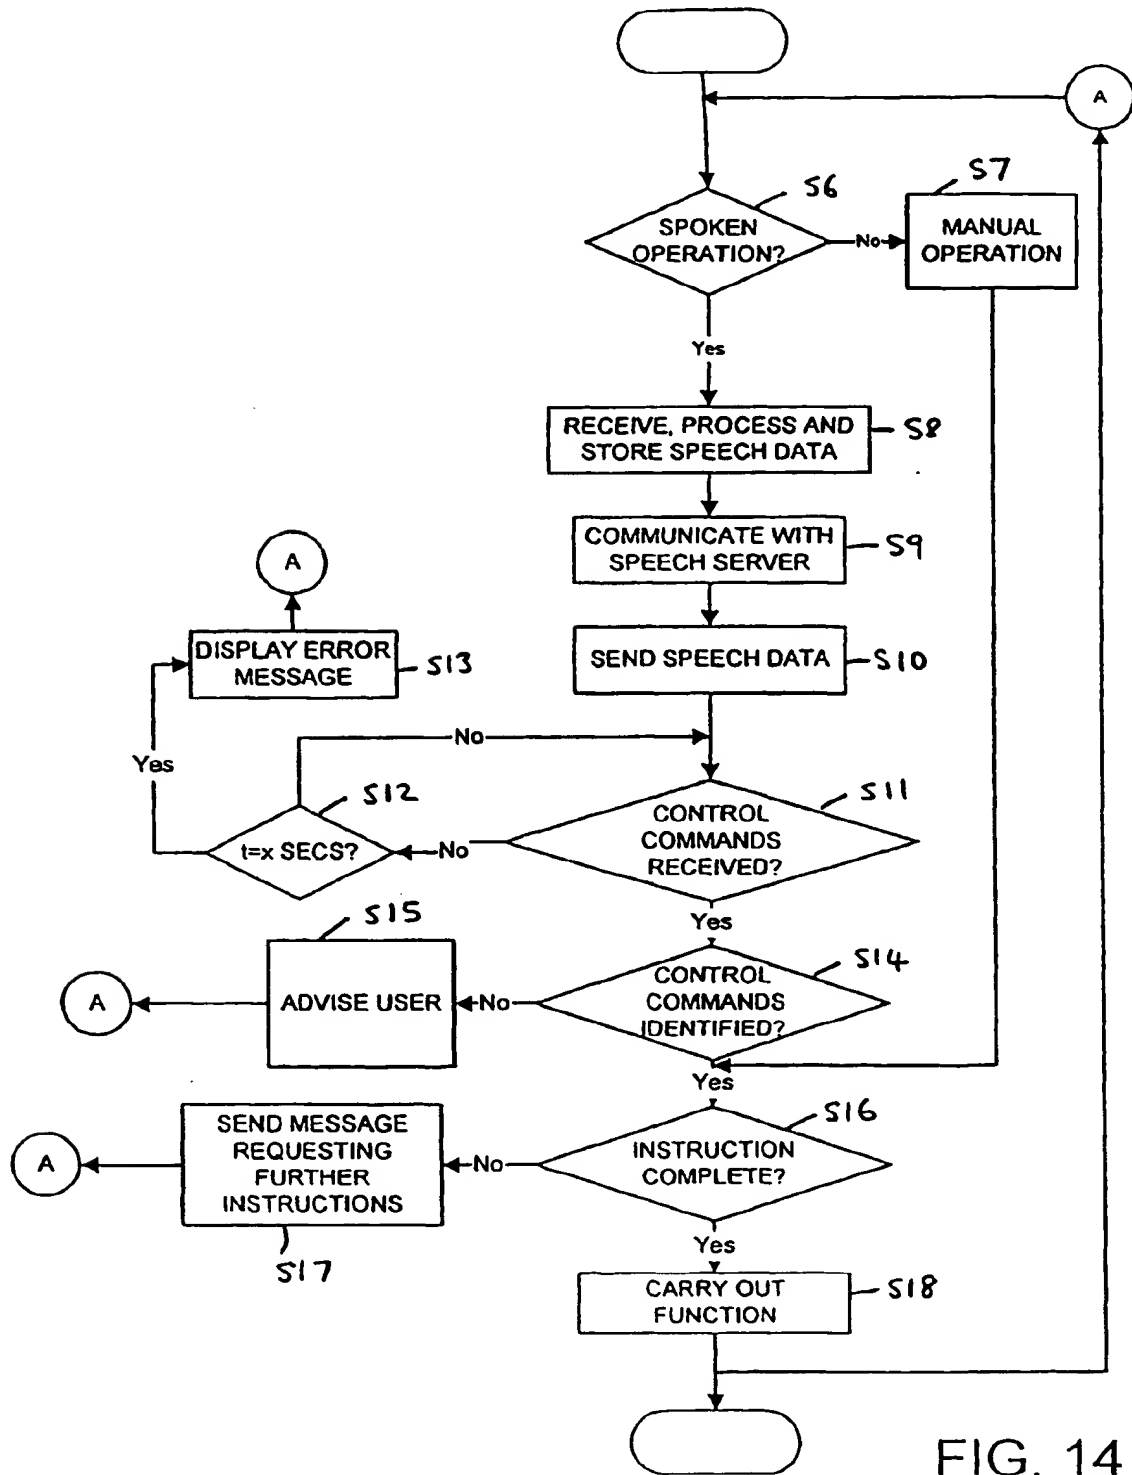 A
S6
SPOKEN
OPERATION?
No
S7
MANUAL
OPERATION
Yes
RECEIVE, PROCESS AND
STORE SPEECH DATA
S8
COMMUNICATE WITH
SPEECH SERVER
S9
A
SEND SPEECH DATA
S10
DISPLAY ERROR
MESSAGE
S13
No
Yes
S12
t=x SECS?
No
S11
CONTROL
COMMANDS
RECEIVED?
Yes
S15
ADVISE USER
A
No
S14
CONTROL
COMMANDS
IDENTIFIED?
Yes
S16
INSTRUCTION
COMPLETE?
No
SEND MESSAGE
REQUESTING
FURTHER
INSTRUCTIONS
A
S17
Yes
CARRY OUT
FUNCTION
S18
FIG. 14